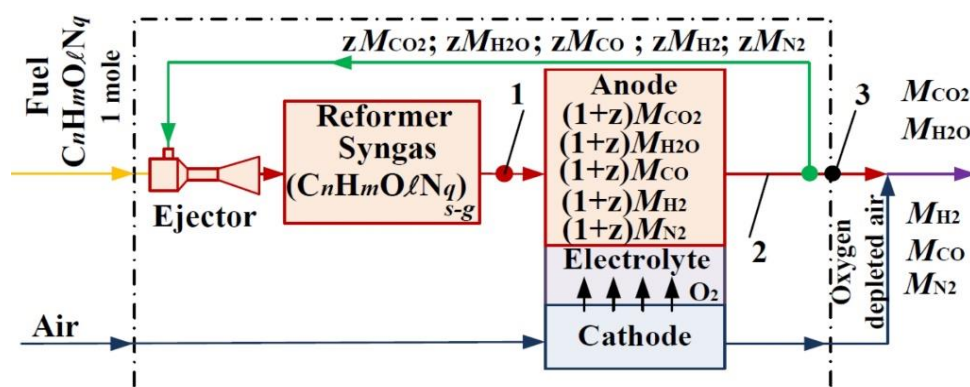 zMCO2; zMH2O; zMCO ; zMH2; zMN2
Fuel
CnHmOℓNq
1 mole
Ejector
Reformer
Syngas
(CnHmOℓNq)
s-g
1
Anode
(1+z)MCO2
(1+z)MH2O
(1+z)MCO
(1+z)MH2
(1+z)MN2
Electrolyte
O2
Cathode
2
3
MCO2
MH2O
Oxygen
depleted air
MH2
MCO
MN2
Air